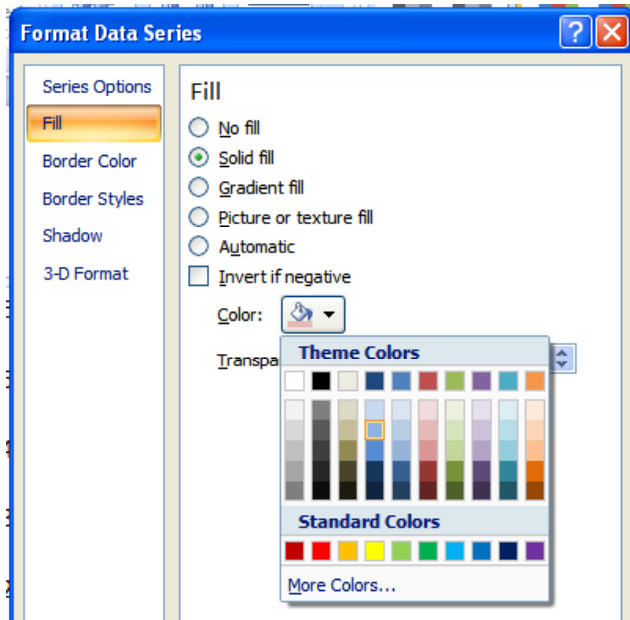 Format Data Series
Series Options
Fill
Border Color
Border Styles
Shadow
3-D Format
Fill
No fill
Solid fill
Gradient fill
Picture or texture fill
Automatic
Invert if negative
Color:
Transpa
Theme Colors
Standard Colors
More Colors...